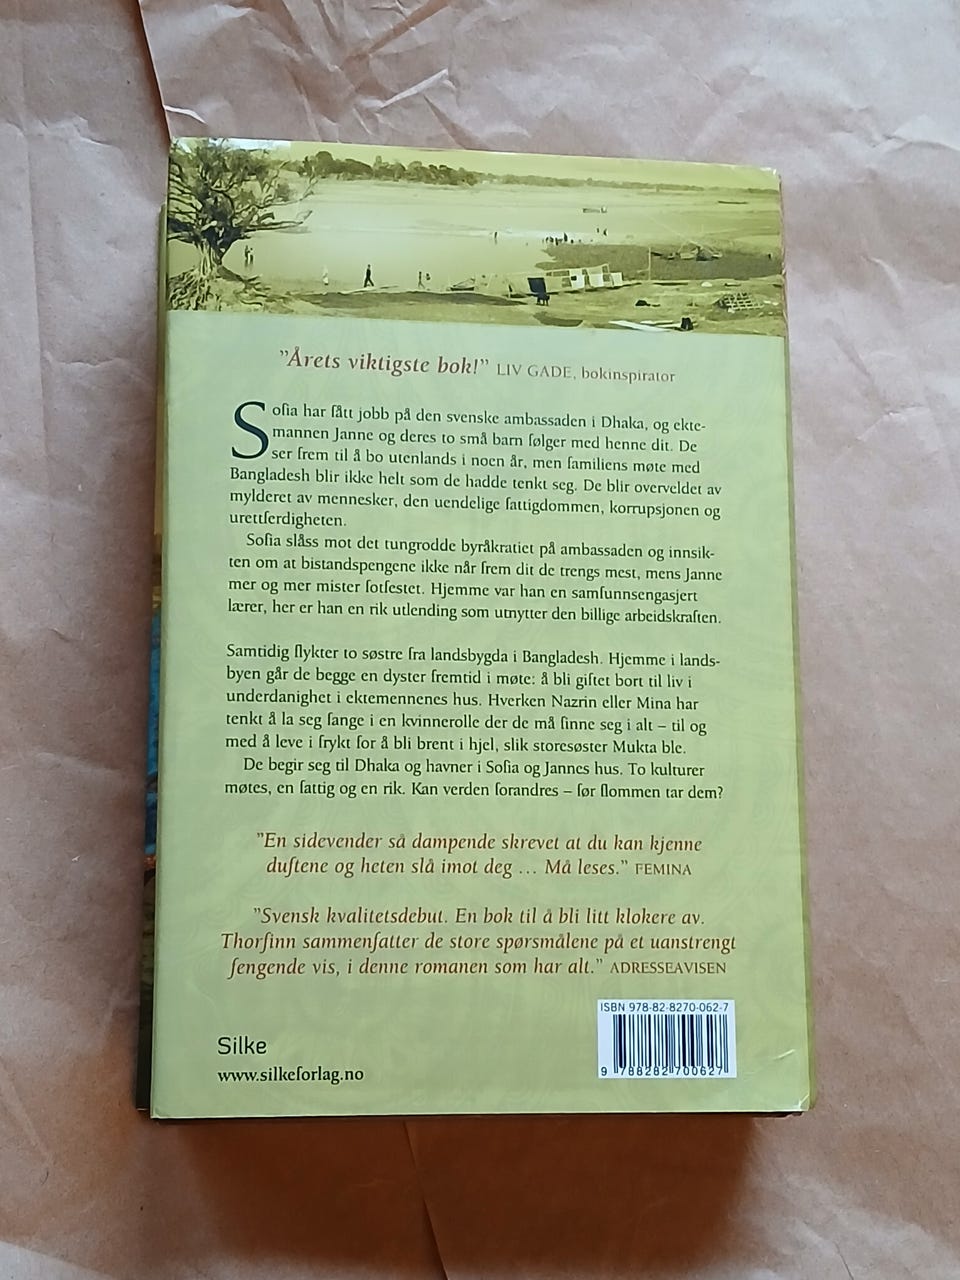 ”Årets viktigste bok!” LIV GADE, bokinspirator
Sofia har fått jobb på den svenske ambassaden i Dhaka, og ekte-
mannen Janne og deres to små barn følger med henne dit. De
ser frem til å bo utenlands i noen år, men familiens møte med
Bangladesh blir ikke helt som de hadde tenkt seg. De blir overveldet av
mylderet av mennesker, den uendelige fattigdommen, korrupsjonen og
urettferdigheten.
Sofia slåss mot det tungrodde byråkratiet på ambassaden og innsik-
ten om at bistandspengene ikke når frem dit de trengs mest, mens Janne
mer og mer mister fotfestet. Hjemme var han en samfunnsengasjert
lærer, her er han en rik utlending som utnytter den billige arbeidskraften.
Samtidig flykter to søstre fra landsbygda i Bangladesh. Hjemme i lands-
byen går de begge en dyster fremtid i møte: å bli giftet bort til liv i
underdanighet i ektemennenes hus. Hverken Nazrin eller Mina har
tenkt å la seg fange i en kvinnerolle der de må finne seg i alt – til og
med å leve i frykt for å bli brent i hjel, slik storesøster Mukta ble.
De begir seg til Dhaka og havner i Sofia og Jannes hus. To kulturer
møtes, en fattig og en rik. Kan verden forandres – før flommen tar dem?
”En sidevender så dampende skrevet at du kan kjenne
duftene og heten slå imot deg … Må leses.” FEMINA
”Svensk kvalitetsdebut. En bok til å bli litt klokere av.
Thorfinn sammenfatter de store spørsmålene på et uanstrengt
fengende vis, i denne romanen som har alt.” ADRESSEAVISEN
ISBN 978-82-8270-062-7
9 788282 700627
Silke
www.silkeforlag.no